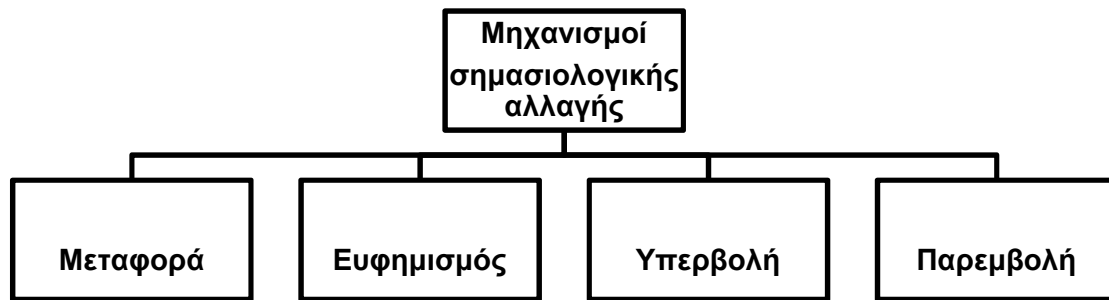 Μηχανισμοί
σημασιολογικής
αλλαγής
Μεταφορά
Ευφημισμός
Υπερβολή
Παρεμβολή